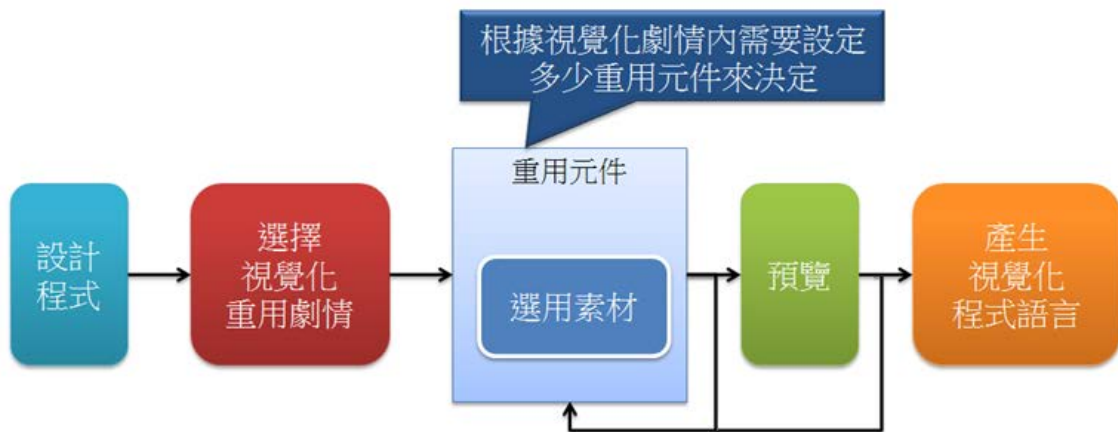 根據視覺化劇情內需要設定
多少重用元件來決定
重用元件
設計
程式
選擇
視覺化
重用劇情
選用素材
預覽
產生
視覺化
程式語言